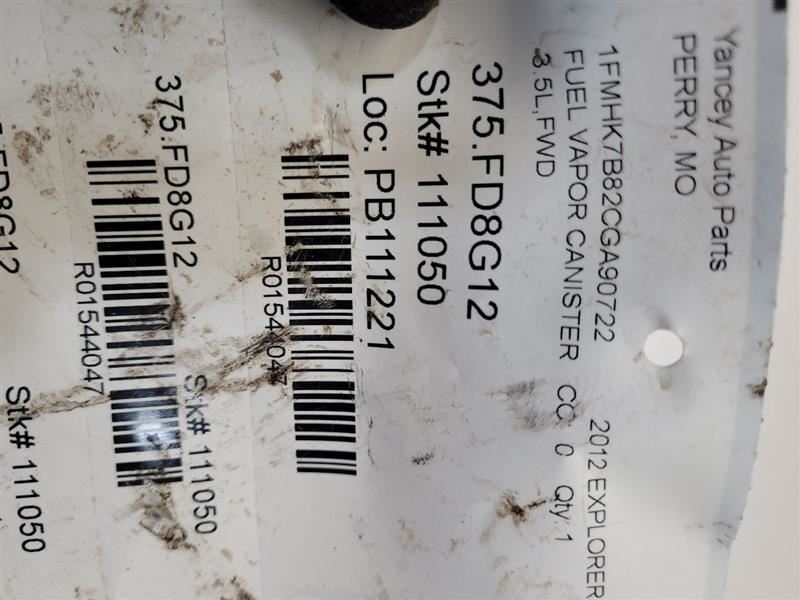 Yancey Auto Parts
PERRY, MO
1FMHK7B82CGA90722 2012 EXPLORER
FUEL VAPOR CANISTER CC: 0 Qty: 1
3.5L,FWD
375.FD8G12
Stk# 111050
Loc: PB111221
R01544047
375.FD8G12 Stk# 111050
R01544047
FD8G12 Stk# 111050